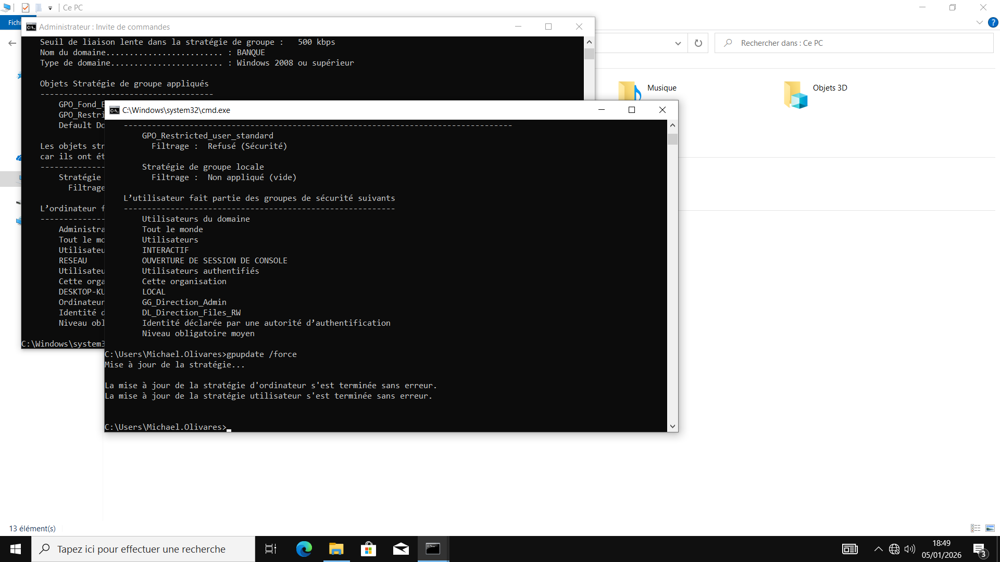 Ce PC
Fichi
Rechercher dans : Ce PC
Musique
Objets 3D
Administrateur : Invite de commandes
Seuil de liaison lente dans la stratégie de groupe :   500 kbps
Nom du domaine......................... : BANQUE
Type de domaine........................ : Windows 2008 ou supérieur
Objets Stratégie de groupe appliqués
-------------------------------------
GPO_Fond_E
GPO_Restri
Default Do
Les objets str
car ils ont ét
--------------
Stratégie
Filtrage
L'ordinateur f
--------------
Administra
Tout le mo
Utilisateu
RESEAU
Utilisateu
Cette orga
DESKTOP-KU
Ordinateur
Identité d
Niveau obl
C:\Windows\system3
C:\Windows\system32\cmd.exe
-----------------------------------------------------------------------------------
GPO_Restricted_user_standard
Filtrage :  Refusé (Sécurité)
Stratégie de groupe locale
Filtrage :  Non appliqué (vide)
L’utilisateur fait partie des groupes de sécurité suivants
----------------------------------------------------------
Utilisateurs du domaine
Tout le monde
Utilisateurs
INTERACTIF
OUVERTURE DE SESSION DE CONSOLE
Utilisateurs authentifiés
Cette organisation
LOCAL
GG_Direction_Admin
DL_Direction_Files_RW
Identité déclarée par une autorité d’authentification
Niveau obligatoire moyen
C:\Users\Michael.Olivares>gpupdate /force
Mise à jour de la stratégie...
La mise à jour de la stratégie d'ordinateur s'est terminée sans erreur.
La mise à jour de la stratégie utilisateur s'est terminée sans erreur.
C:\Users\Michael.Olivares>
13 élément(s)
Tapez ici pour effectuer une recherche
18:49
05/01/2026
3